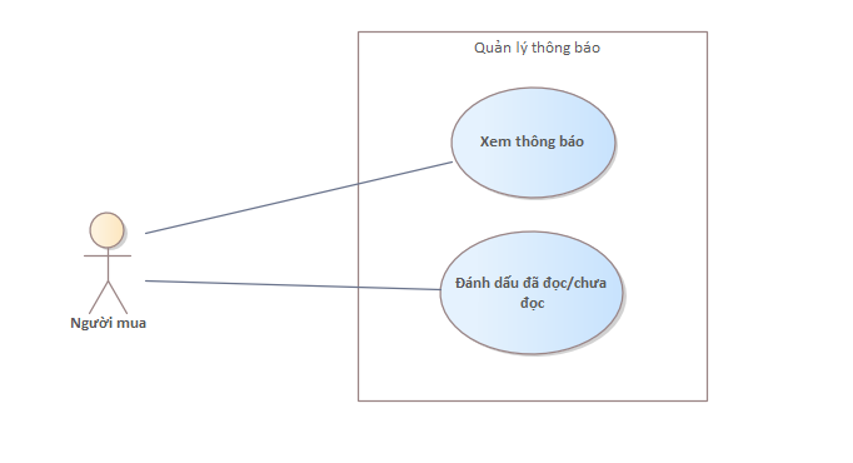 Quản lý thông báo
Xem thông báo
Đánh dấu đã đọc/chưa
đọc
Người mua